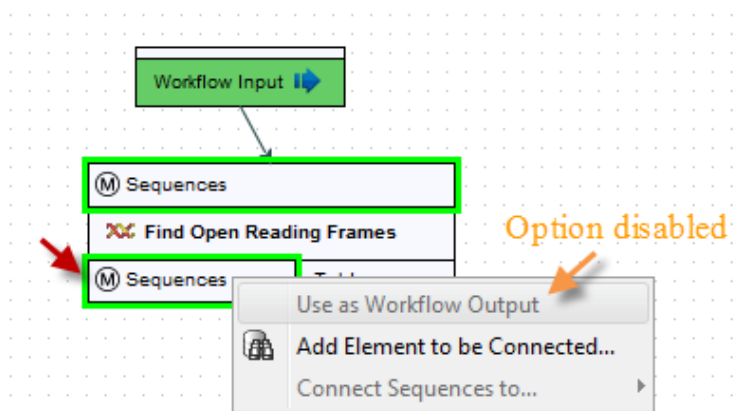 Workflow Input
M Sequences
Find Open Reading Frames
Option disabled
M Sequences
Use as Workflow Output
Add Element to be Connected...
Connect Sequences to...